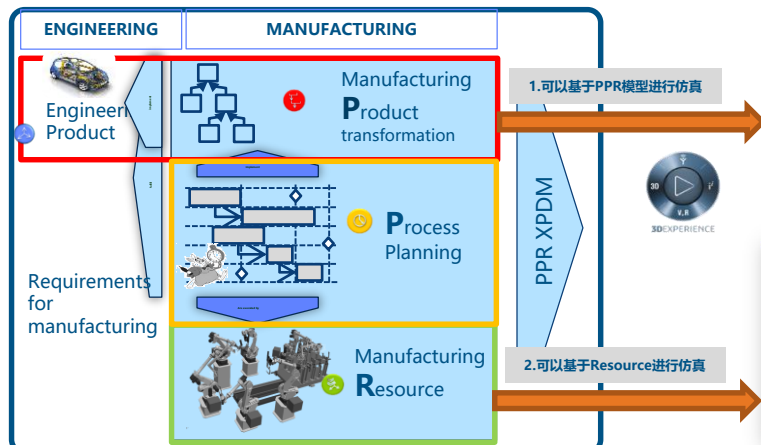 ENGINEERING
MANUFACTURING
Engineeri
Product
Manufacturing
Product
transformation
1.可以基于PPR模型进行仿真
Process
Planning
PPR XPDM
3D
V.R
3DEXPERIENCE
Requirements
for
manufacturing
Manufacturing
Resource
2.可以基于Resource进行仿真